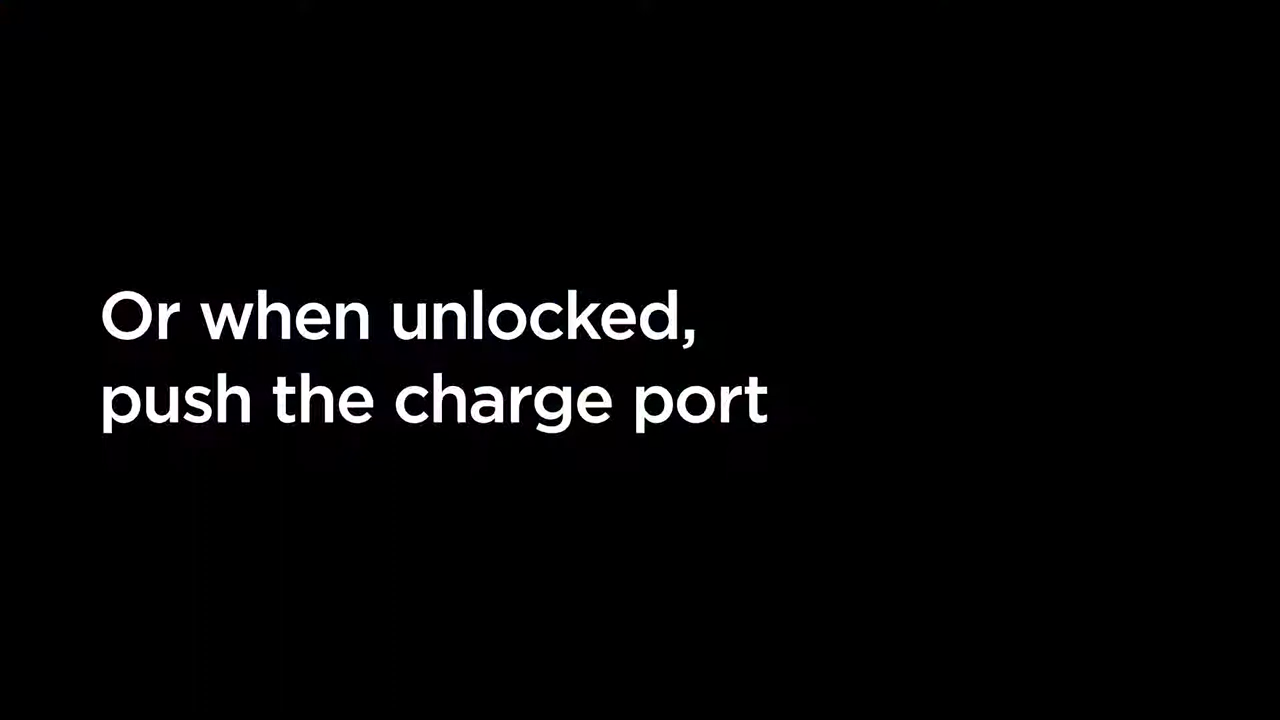 Or when unlocked,
push the charge port